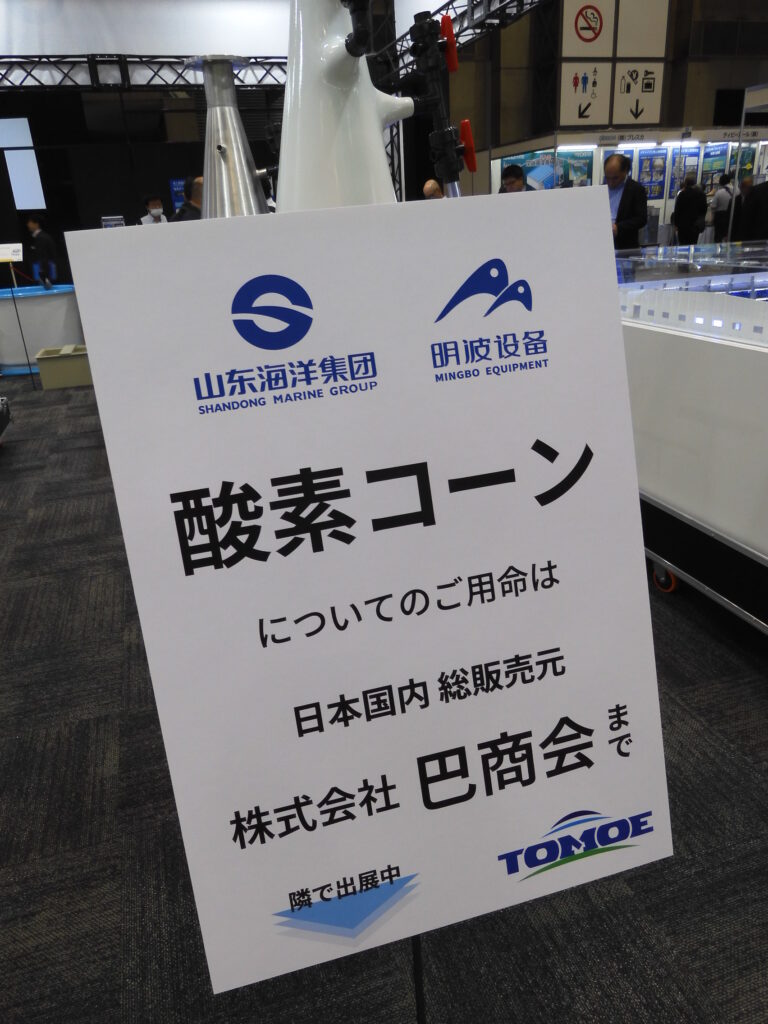 山东海洋集团
SHANDONG MARINE GROUP
明波设备
MINGBO EQUIPMENT
酸素コーン
についてのご用命は
日本国内 総販売元
株式会社 巴商会まで
隣で出展中
TOMOE